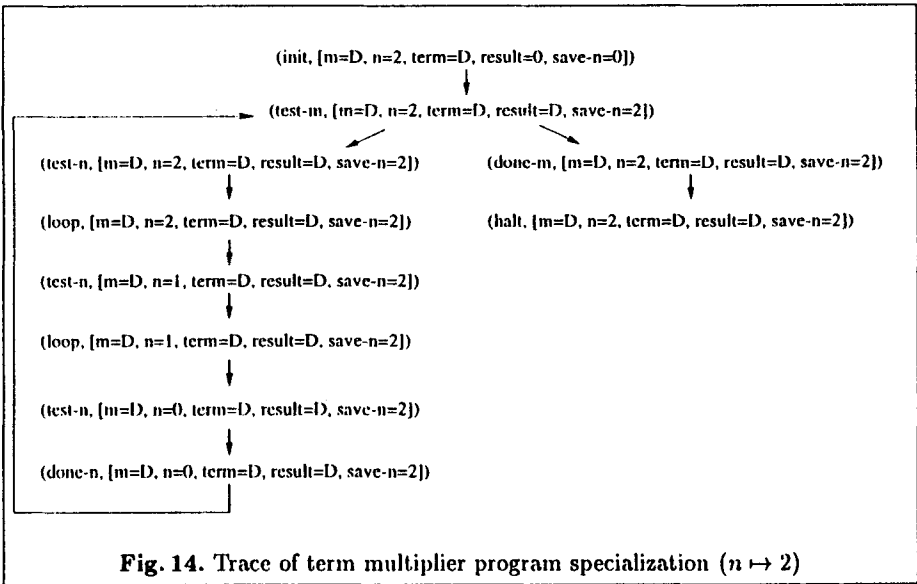 (init, [m=D, n=2, term=D, result=0, save-n=0])
(test-m, [m=D, n=2, term=D, result=D, save-n=2])
(test-n, [m=D, n=2, term=D, result=D, save-n=2])
(done-m, [m=D, n=2, term=D, result=D, save-n=2])
(loop, [m=D, n=2, term=D, result=D, save-n=2])
(halt, [m=D, n=2, term=D, result=D, save-n=2])
(test-n, [m=D, n=1, term=D, result=D, save-n=2])
(loop, [m=D, n=1, term=D, result=D, save-n=2])
(test-n, [m=D, n=0, term=D, result=D, save-n=2])
(done-n, [m=D, n=0, term=D, result=D, save-n=2])
Fig. 14. Trace of term multiplier program specialization (n ↦ 2)